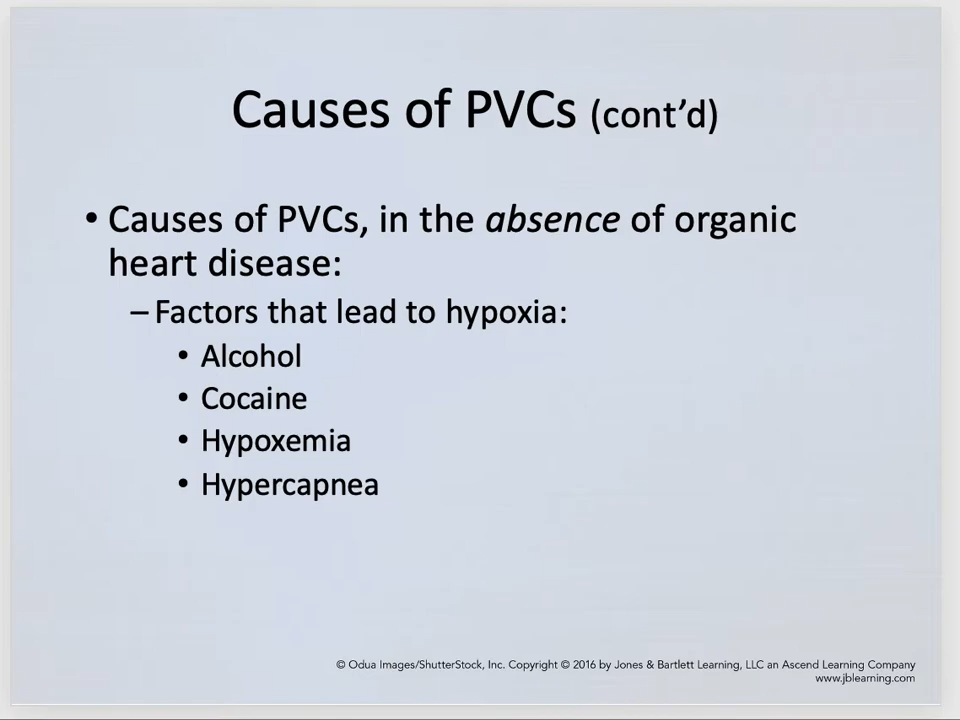 Causes of PVCs (cont’d)
• Causes of PVCs, in the absence of organic
heart disease:
– Factors that lead to hypoxia:
• Alcohol
• Cocaine
• Hypoxemia
• Hypercapnea
© Odua Images/ShutterStock, Inc. Copyright © 2016 by Jones & Bartlett Learning, LLC an Ascend Learning Company
www.jblearning.com